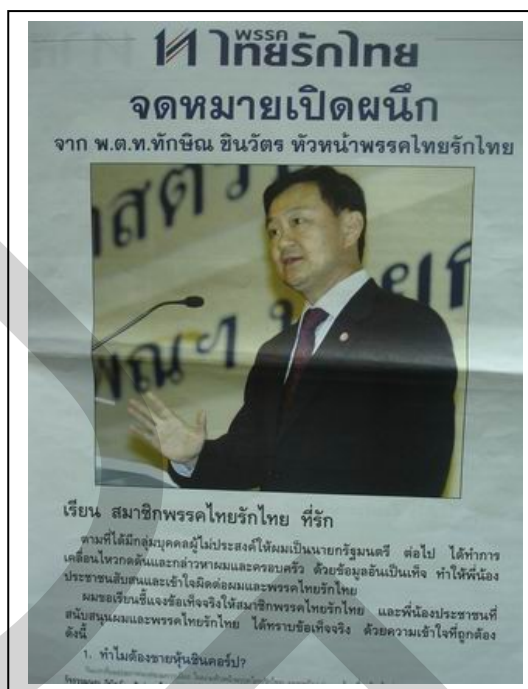 พรรค
ไทยรักไทย
จดหมายเปิดผนึก
จาก พ.ต.ท.ทักษิณ ชินวัตร หัวหน้าพรรคไทยรักไทย
เรียน สมาชิกพรรคไทยรักไทย ที่รัก
ตามที่ได้มีกลุ่มบุคคลผู้ไม่ประสงค์ให้ผมเป็นนายกรัฐมนตรี ต่อไป ได้ทำการ
เคลื่อนไหวกดดันและกล่าวหาผมและครอบครัว ด้วยข้อมูลอันเป็นเท็จ ทำให้พี่น้อง
ประชาชนสับสนและเข้าใจผิดต่อผมและพรรคไทยรักไทย
ผมขอเรียนชี้แจงข้อเท็จจริงให้สมาชิกพรรคไทยรักไทย และพี่น้องประชาชนที่
สนับสนุนผมและพรรคไทยรักไทย ได้ทราบข้อเท็จจริง ด้วยความเข้าใจที่ถูกต้อง
ดังนี้
1. ทำไมต้องขายหุ้นชินคอร์ป?